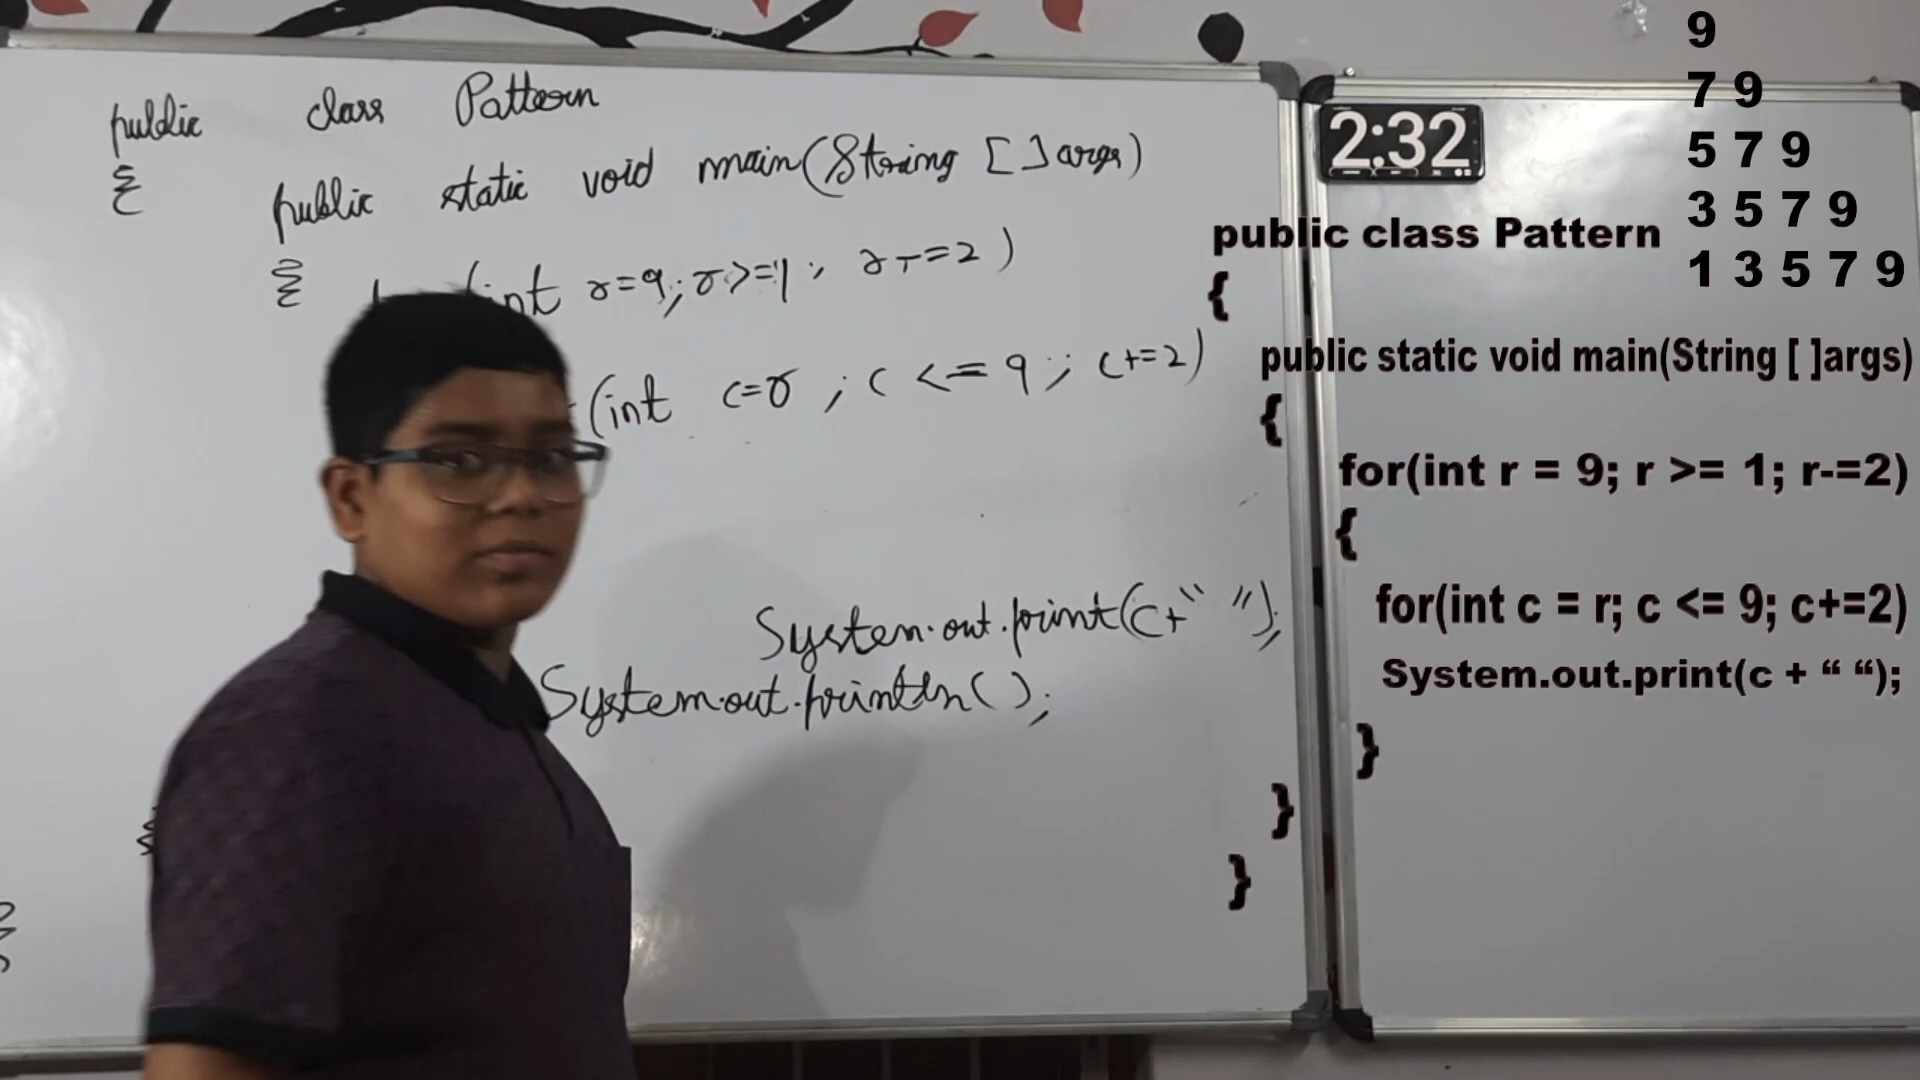 public class Pattern
{
public static void main(String [ ] args)
{
(int r=9; r>=1; r-=2)
(int c=r ; c <= 9 ; c+=2)
System.out.print(c+" ");
System.out.println();
2:32
9
7 9
5 7 9
3 5 7 9
1 3 5 7 9
public class Pattern
{
public static void main(String [ ]args)
{
for(int r = 9; r >= 1; r-=2)
{
for(int c = r; c <= 9; c+=2)
System.out.print(c + “ “);
}
}
}